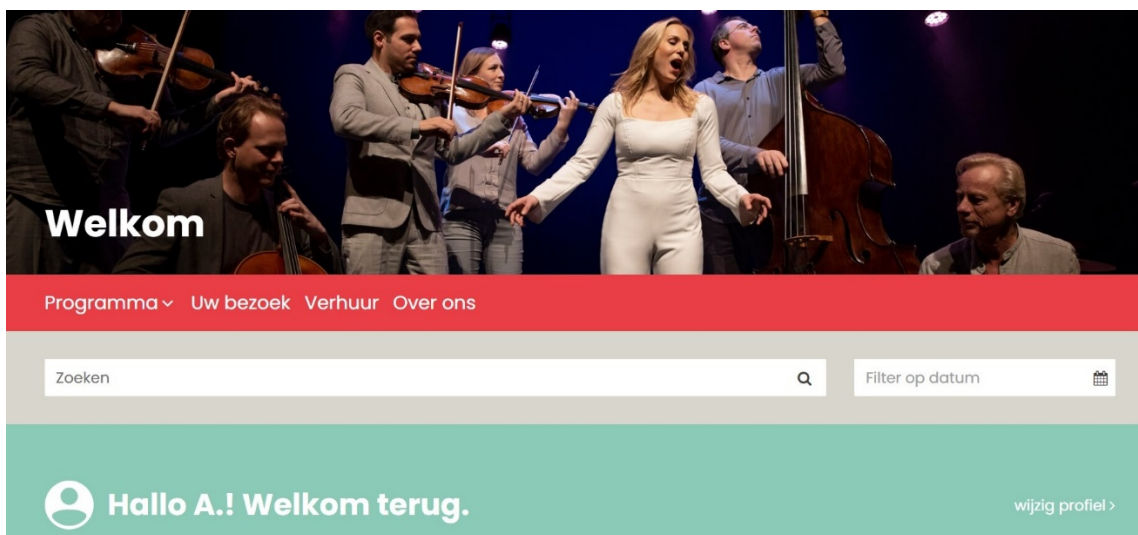 Welkom
Programma Uw bezoek Verhuur Over ons
Zoeken Filter op datum
Hallo A.! Welkom terug. wijzig profiel >